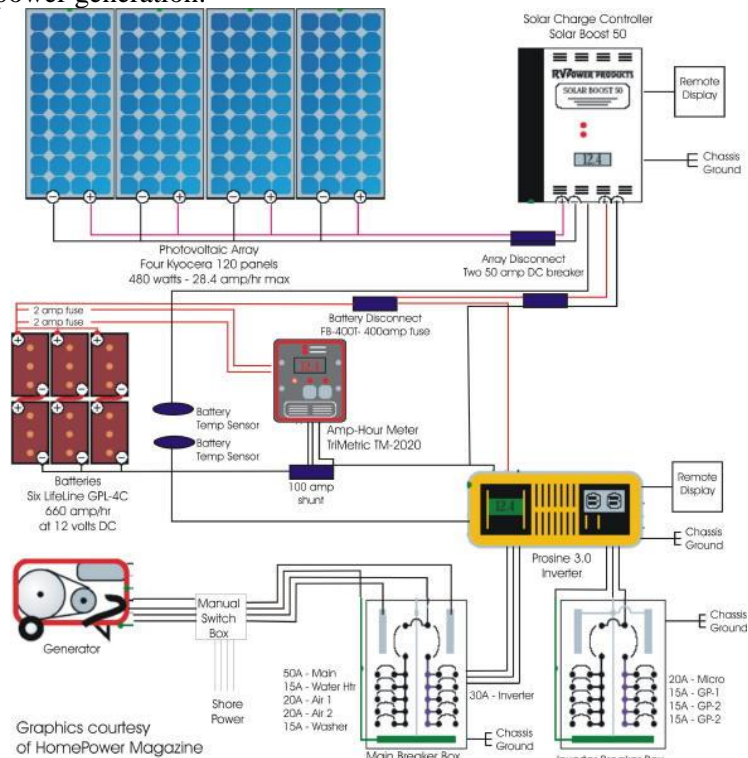 power generation.
Solar Charge Controller
Solar Boost 50
RVPOWER PRODUCTS
SOLAR BOOST 50
12.4
Remote
Display
Chassis
Ground
Photovoltaic Array
Four Kyocera 120 panels
480 watts - 28.4 amp/hr max
Array Disconnect
Two 50 amp DC breaker
2 amp fuse
2 amp fuse
Battery Disconnect
FB-400T- 400amp fuse
12.4
Battery
Temp Sensor
Battery
Temp Sensor
Amp-Hour Meter
TriMetric TM-2020
Batteries
Six LifeLine GPL-4C
660 amp/hr
at 12 volts DC
100 amp
shunt
12.4
Remote
Display
Chassis
Ground
Prosine 3.0
Inverter
Generator
Manual
Switch
Box
Shore
Power
50A - Main
15A - Water Htr
20A - Air 1
20A - Air 2
15A - Washer
30A - Inverter
Chassis
Ground
20A - Micro
15A - GP-1
15A - GP-2
15A - GP-2
Chassis
Ground
Main Breaker Box
Inverter Breaker Box
Graphics courtesy
of HomePower Magazine